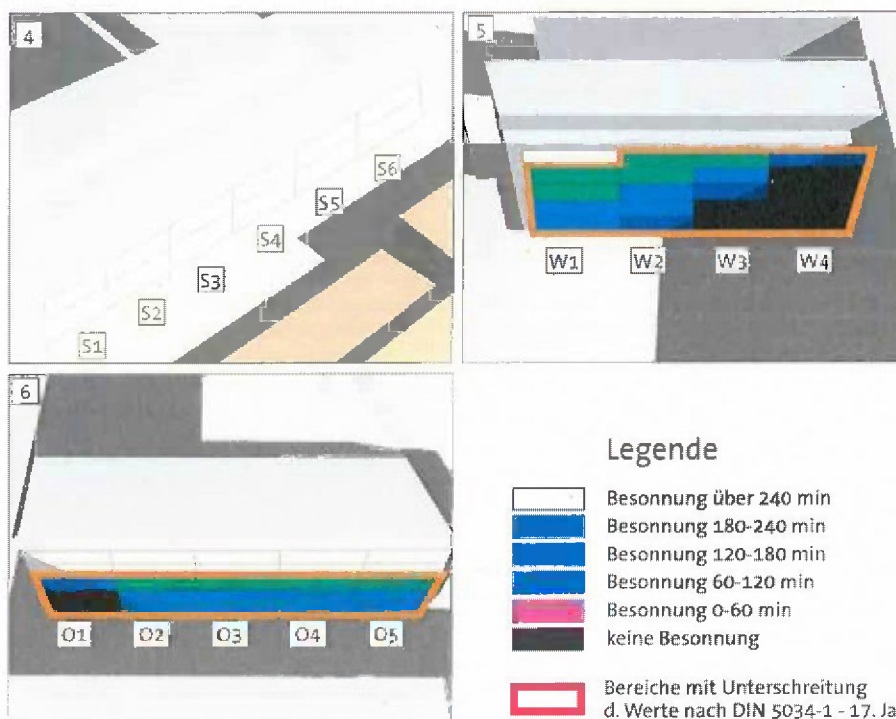 4
S6
S5
S4
S3
S2
S1
5
W1 W2 W3 W4
6
O1 O2 O3 O4 O5
Legende
Besonnung über 240 min
Besonnung 180-240 min
Besonnung 120-180 min
Besonnung 60-120 min
Besonnung 0-60 min
keine Besonnung
Bereiche mit Unterschreitung
d. Werte nach DIN 5034-1 - 17. Ja